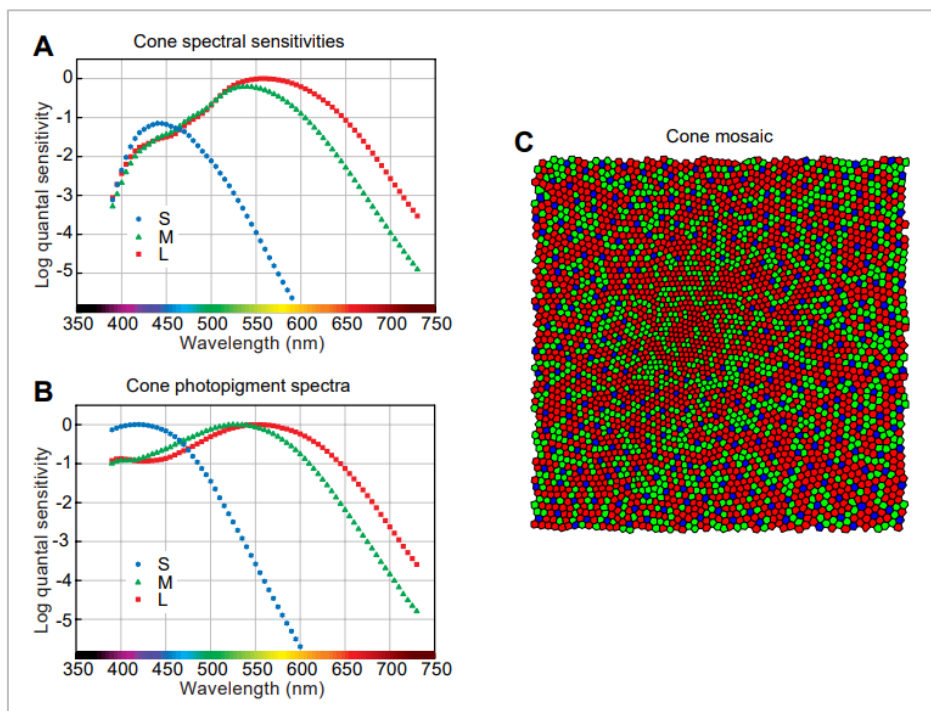 A
Cone spectral sensitivities
Log quantal sensitivity
0
-1
-2
-3
-4
-5
S
M
L
350 400 450 500 550 600 650 700 750
Wavelength (nm)
B
Cone photopigment spectra
Log quantal sensitivity
0
-1
-2
-3
-4
-5
S
M
L
350 400 450 500 550 600 650 700 750
Wavelength (nm)
C
Cone mosaic